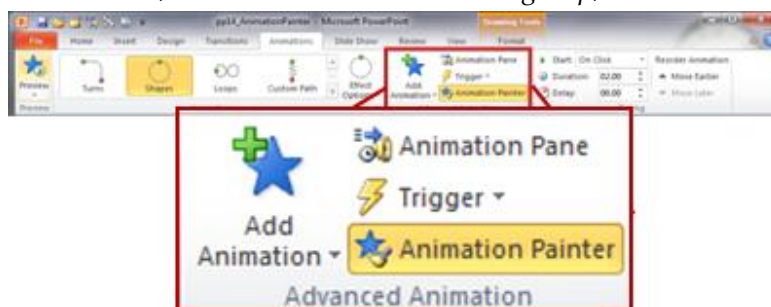 pp14_AnimationPainter - Microsoft PowerPoint Drawing Tools
File Home Insert Design Transitions Animations Slide Show Review View Format
Preview Turns Shapes Loops Custom Path Effect Options Add Animation Animation Pane Trigger Animation Painter Start: On Click Duration: 02.00 Delay: 00.00 Reorder Animation Move Earlier Move Later
Preview
Animation Pane
Trigger
Add
Animation
Animation Painter
Advanced Animation